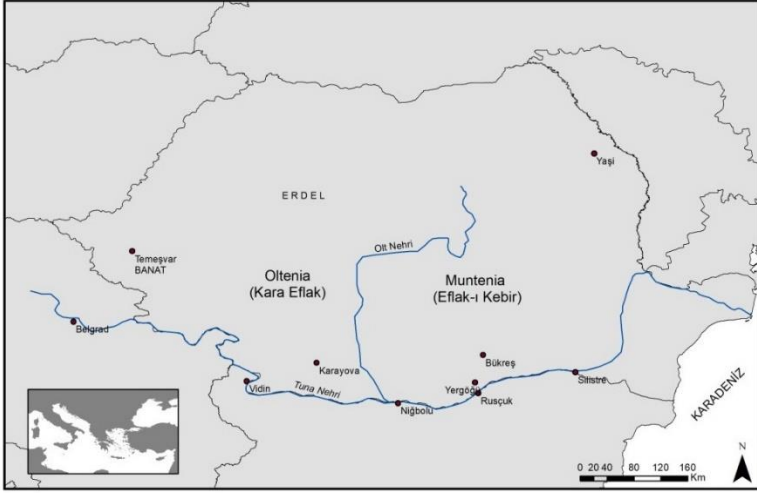 Yaşi
ERDEL
Temeşvar
BANAT
Olt Nehri
Oltenia
(Kara Eflak)
Muntenia
(Eflak-ı Kebir)
Belgrad
Karayova
Bükreş
Vidin
Tuna Nehri
Yergöğü
Silistre
Niğbolu
Rusçuk
KARADENİZ
N
0 20 40 80 120 160
Km